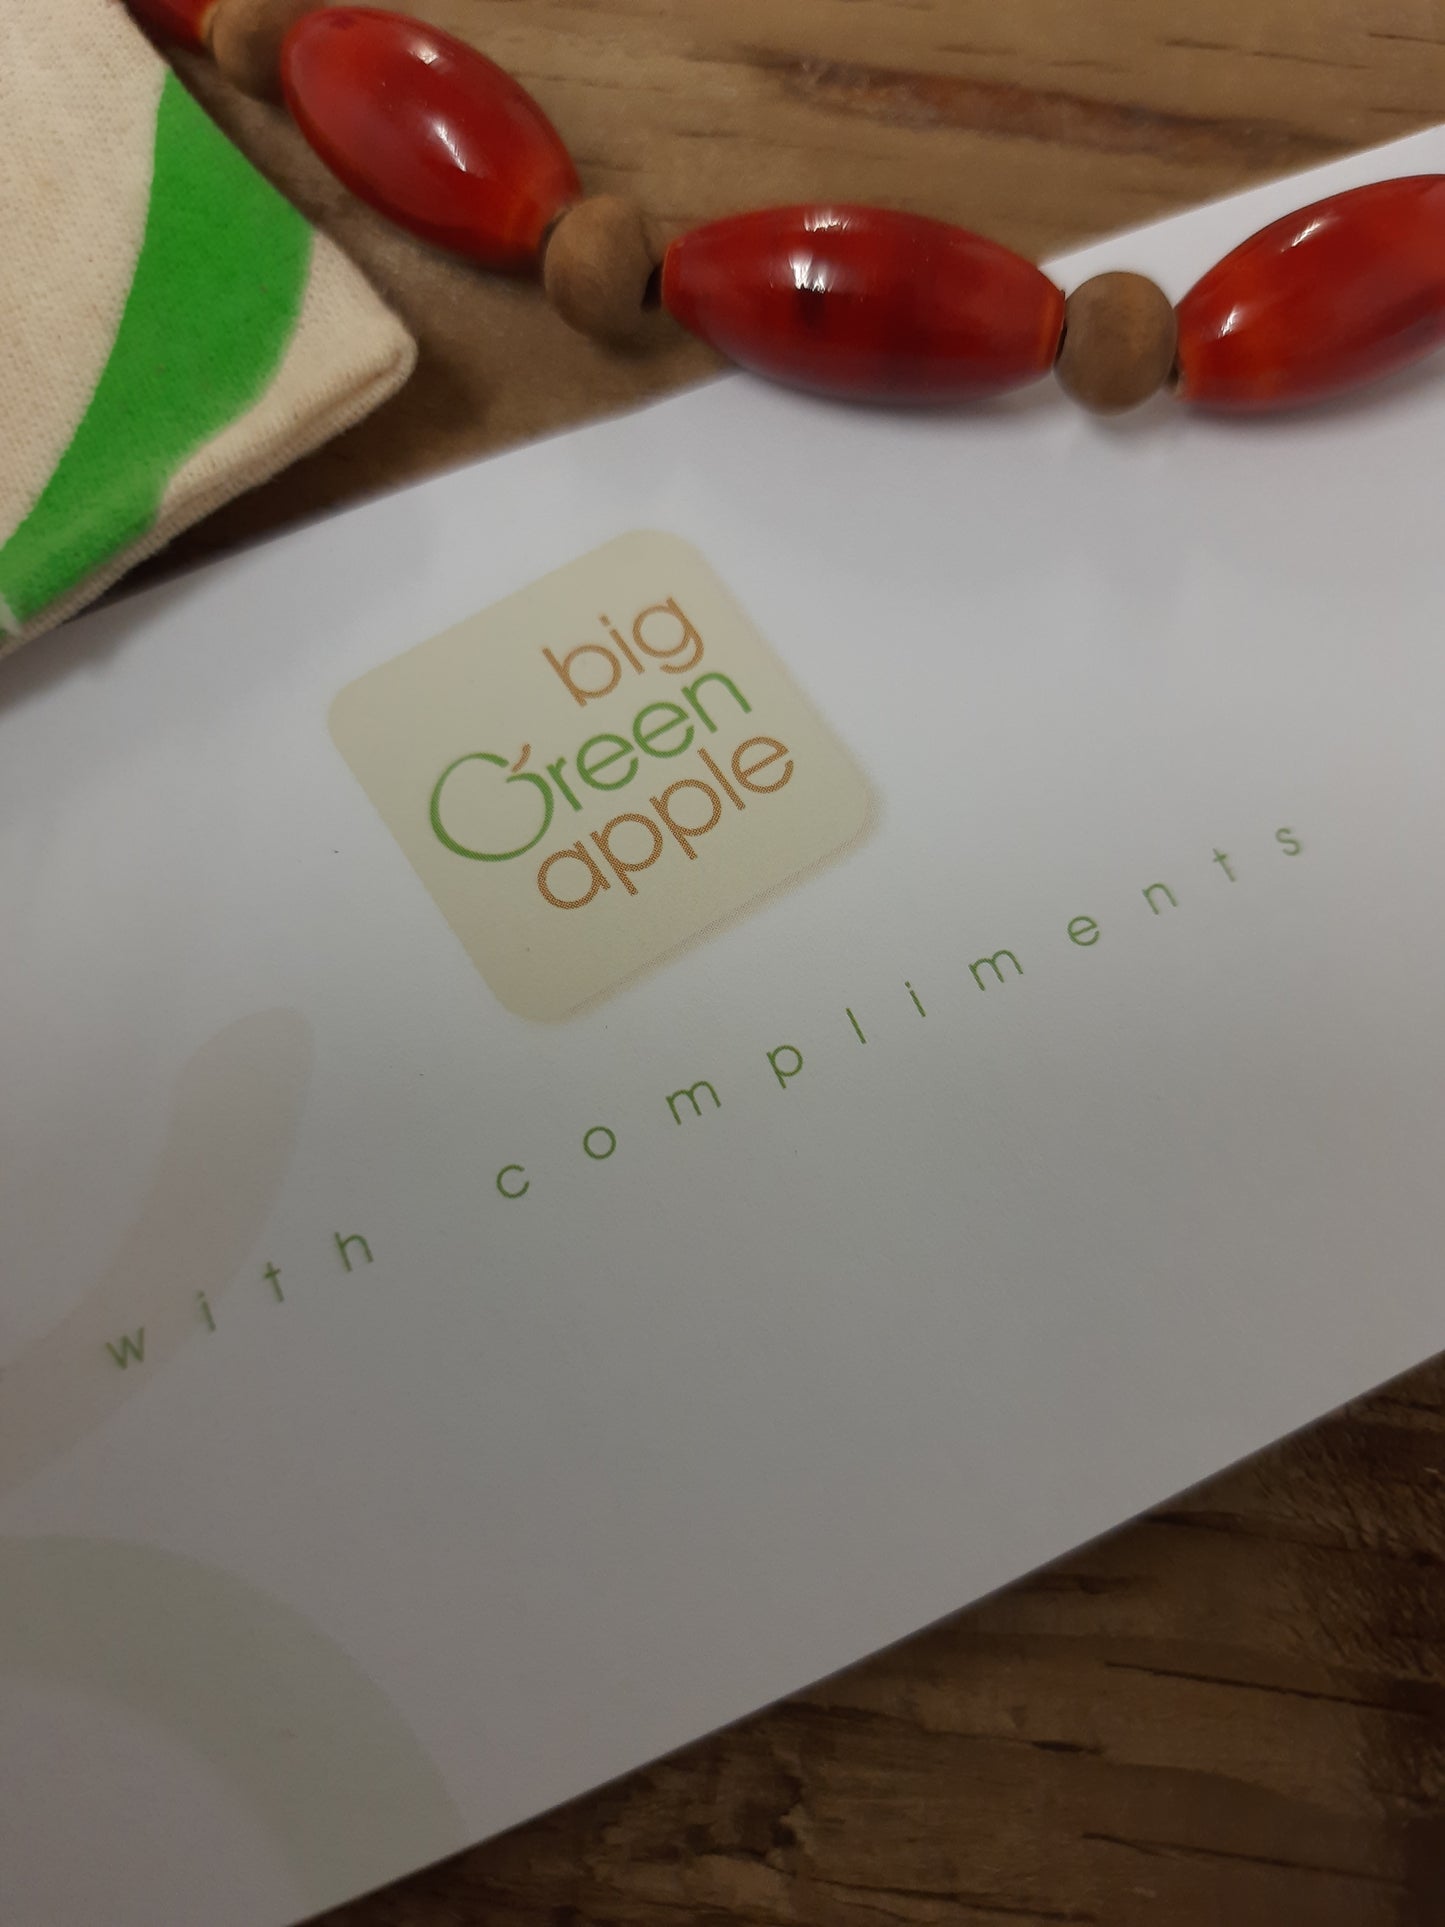 big
Green
apple
with compliments